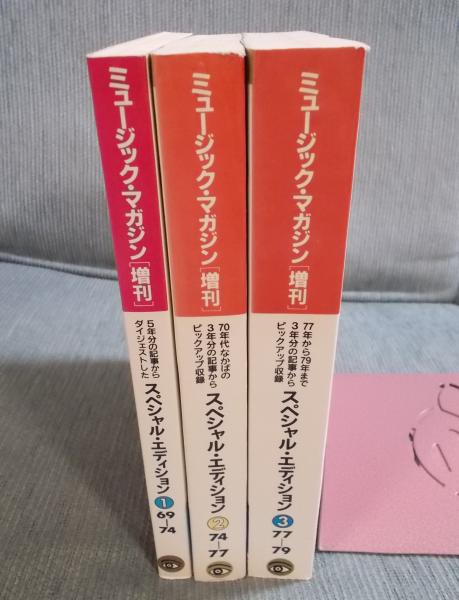 ミュージック・マガジン[増刊]
5年分の記事から
ダイジェストした
スペシャル・エディション
1
69—74
ミュージック・マガジン[増刊]
70年代なかばの
3年分の記事から
ピックアップ収録
スペシャル・エディション
2
74—77
ミュージック・マガジン[増刊]
77年から79年まで
3年分の記事から
ピックアップ収録
スペシャル・エディション
3
77—79